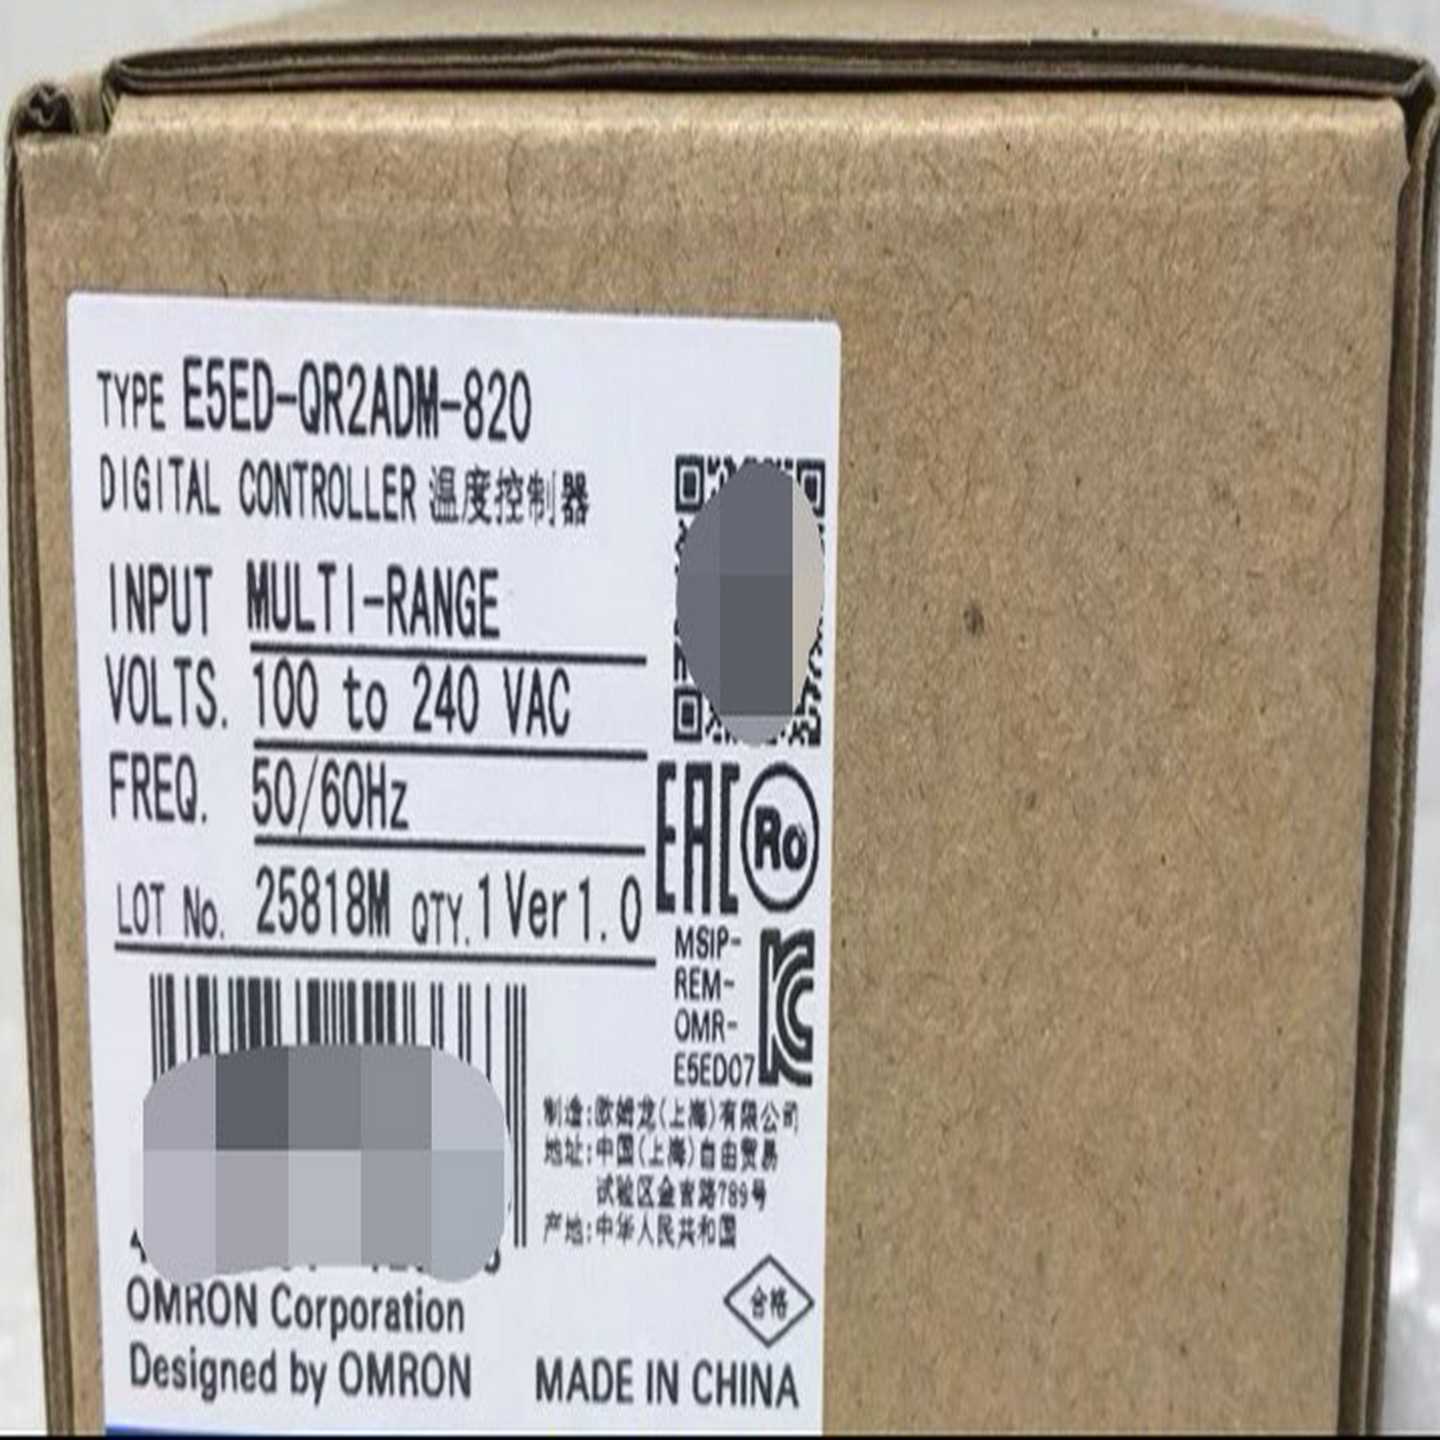 TYPE E5ED-QR2ADM-820
DIGITAL CONTROLLER 温度控制器
INPUT MULTI-RANGE
VOLTS. 100 to 240 VAC
FREQ. 50/60Hz
LOT No. 25818M QTY. 1 Ver 1.0
EAC
Ro
MSIP-
REM-
OMR-
E5ED07
制造:欧姆龙(上海)有限公司
地址:中国(上海)自由贸易
试验区金吉路789号
产地:中华人民共和国
合格
OMRON Corporation
Designed by OMRON
MADE IN CHINA